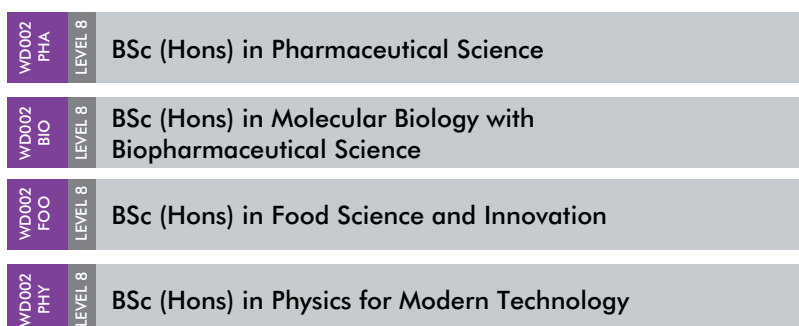 WD002
PHA
LEVEL 8
BSc (Hons) in Pharmaceutical Science
WD002
BIO
LEVEL 8
BSc (Hons) in Molecular Biology with
Biopharmaceutical Science
WD002
FOO
LEVEL 8
BSc (Hons) in Food Science and Innovation
WD002
PHY
LEVEL 8
BSc (Hons) in Physics for Modern Technology